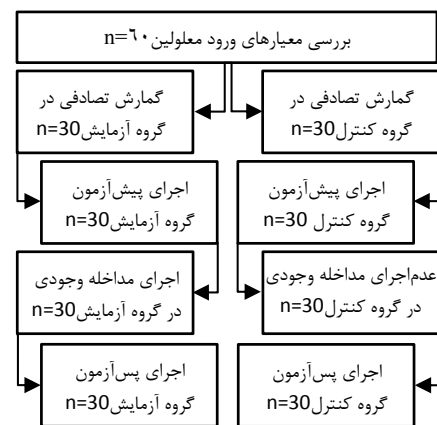 بررسی معیارهای ورود معلولین n=۶۰
گمارش تصادفی در
گروه کنترل n=30
گمارش تصادفی در
گروه آزمایش n=30
اجرای پیش‌آزمون
گروه کنترل n=30
اجرای پیش‌آزمون
گروه آزمایش n=30
عدم‌اجرای مداخله وجودی
در گروه کنترل n=30
اجرای مداخله وجودی
در گروه آزمایش n=30
اجرای پس‌آزمون
گروه کنترل n=30
اجرای پس‌آزمون
گروه آزمایش n=30